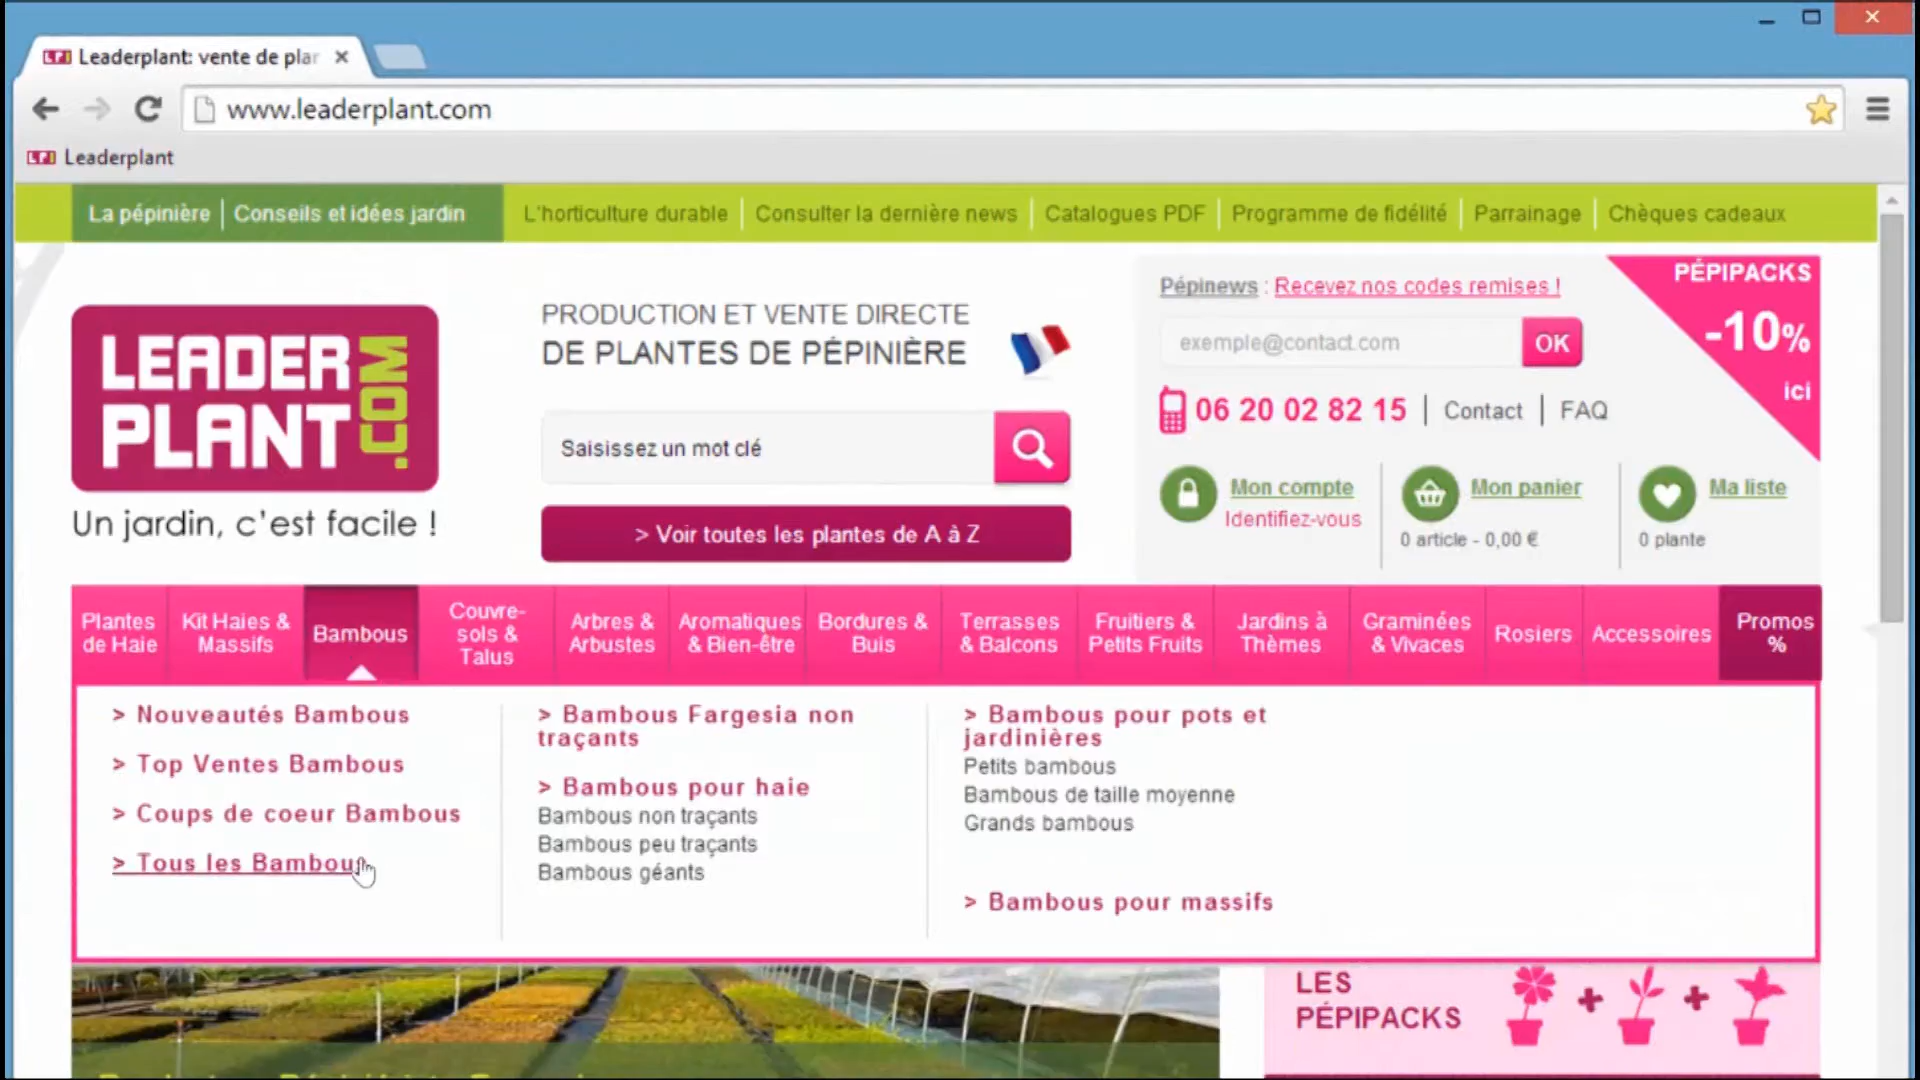 Leaderplant: vente de plar
www.leaderplant.com
Leaderplant
La pépinière
Conseils et idées jardin
L'horticulture durable
Consulter la dernière news
Catalogues PDF
Programme de fidélité
Parrainage
Chèques cadeaux
LEADER
PLANT
.COM
Un jardin, c'est facile !
PRODUCTION ET VENTE DIRECTE
DE PLANTES DE PÉPINIÈRE
Saisissez un mot clé
> Voir toutes les plantes de A à Z
Pépinews : Recevez nos codes remises !
exemple@contact.com
OK
PÉPIPACKS
-10%
ici
06 20 02 82 15
Contact
FAQ
Mon compte
Identifiez-vous
Mon panier
0 article - 0,00 €
Ma liste
0 plante
Plantes
de Haie
Kit Haies &
Massifs
Bambous
Couvre-
sols &
Talus
Arbres &
Arbustes
Aromatiques
& Bien-être
Bordures &
Buis
Terrasses
& Balcons
Fruitiers &
Petits Fruits
Jardins à
Thèmes
Graminées
& Vivaces
Rosiers
Accessoires
Promos
%
> Nouveautés Bambous
> Top Ventes Bambous
> Coups de coeur Bambous
> Tous les Bambous
> Bambous Fargesia non
traçants
> Bambous pour haie
Bambous non traçants
Bambous peu traçants
Bambous géants
> Bambous pour pots et
jardinières
Petits bambous
Bambous de taille moyenne
Grands bambous
> Bambous pour massifs
LES
PÉPIPACKS